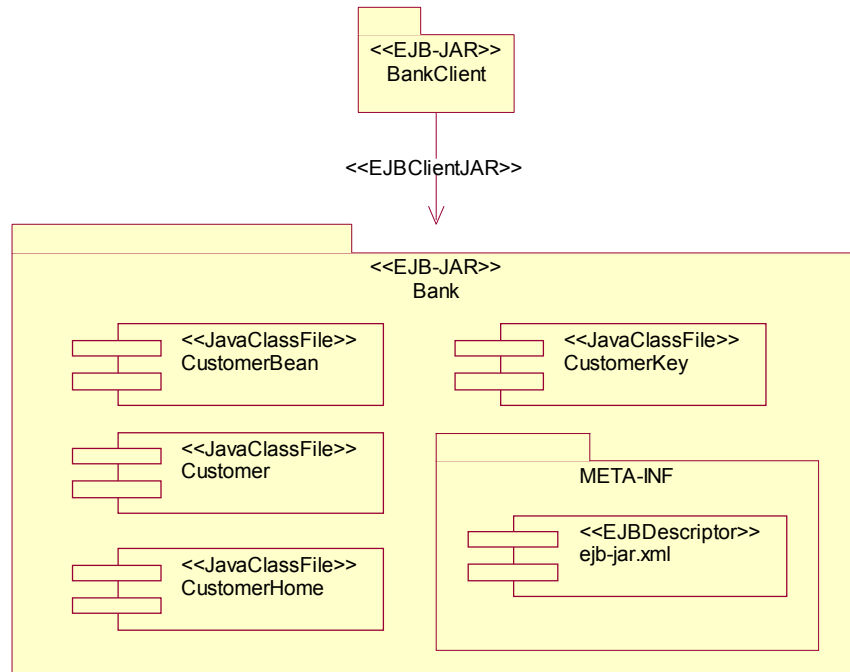 <<EJB-JAR>>
BankClient
<<EJBClientJAR>>
<<EJB-JAR>>
Bank
<<JavaClassFile>>
CustomerBean
<<JavaClassFile>>
CustomerKey
<<JavaClassFile>>
Customer
META-INF
<<EJBDescriptor>>
ejb-jar.xml
<<JavaClassFile>>
CustomerHome